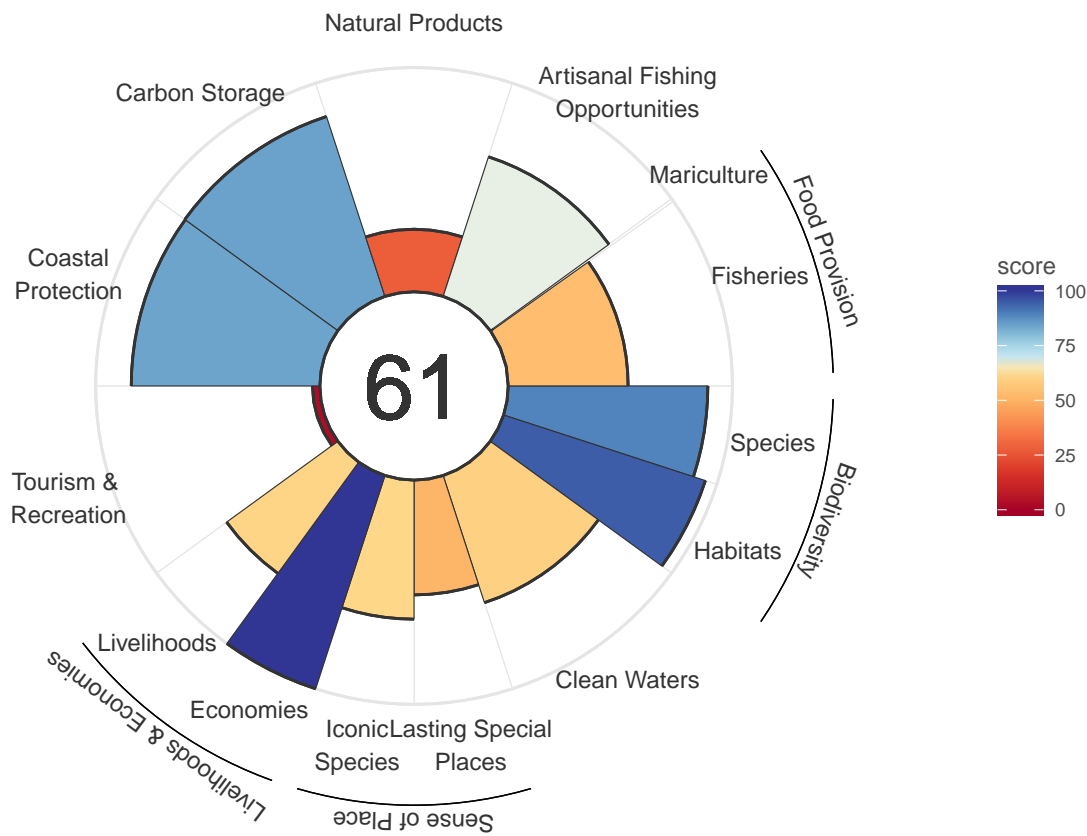 Natural Products
Carbon Storage
Artisanal Fishing
Opportunities
Mariculture
Food Provision
Fisheries
Coastal
Protection
score
100
75
50
25
0
61
Species
Biodiversity
Habitats
Tourism &
Recreation
Clean Waters
Livelihoods
Livelihoods & Economies
Economies
Iconic
Species
Lasting Special
Places
Sense of Place